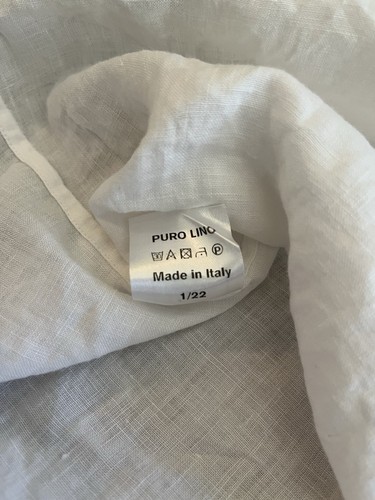 PURO LINO
P
Made in Italy
1/22